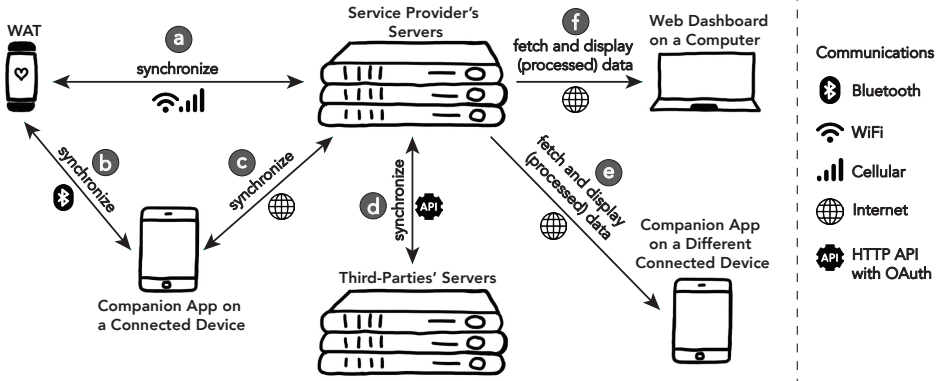 WAT
a
synchronize
Service Provider's
Servers
f
fetch and display
(processed) data
Web Dashboard
on a Computer
b
synchronize
c
synchronize
d
synchronize
API
e
fetch and display
(processed) data
Companion App on
a Connected Device
Third-Parties' Servers
Companion App
on a Different
Connected Device
Communications
Bluetooth
WiFi
Cellular
Internet
API
HTTP API
with OAuth